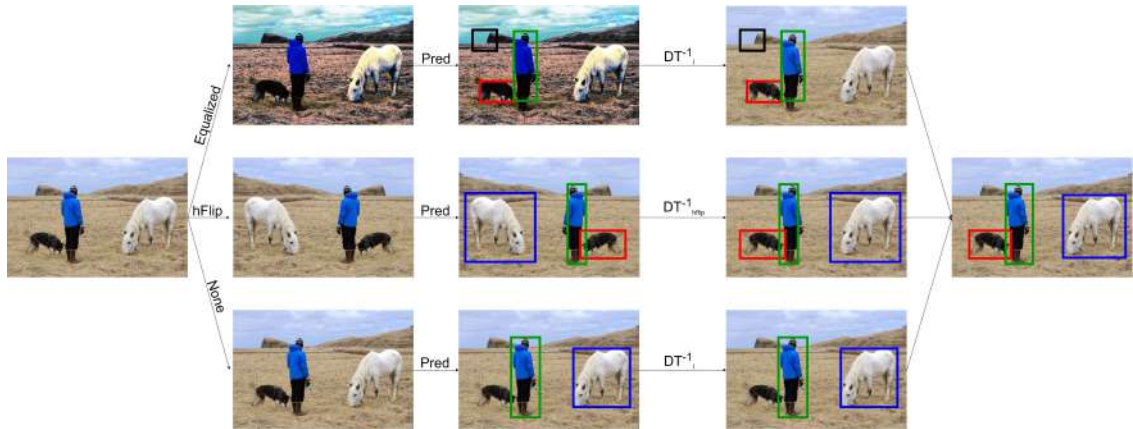 Equalized
Pred
DT⁻¹ᵢ
hFlip
Pred
DT⁻¹hflip
None
Pred
DT⁻¹ᵢ